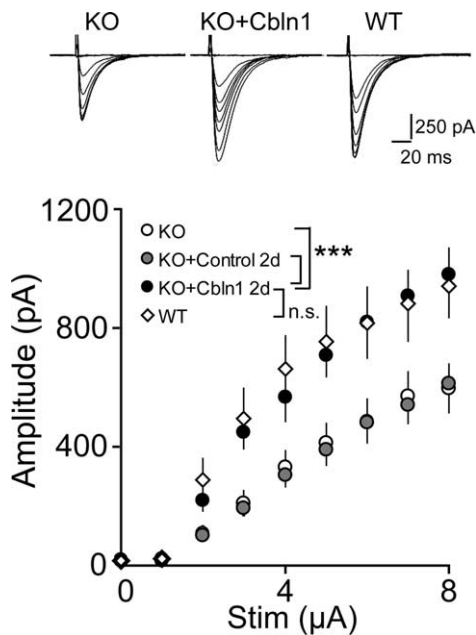 KO KO+Cbln1 WT
250 pA
20 ms
1200
KO
***
KO+Control 2d
KO+Cbln1 2d
n.s.
WT
800
400
0
Amplitude (pA)
0 4 8
Stim (µA)